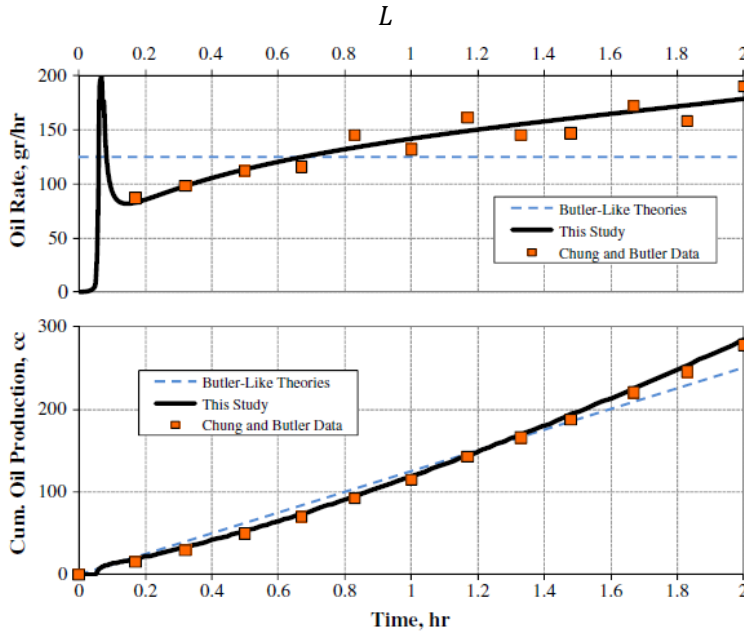 L
0 0.2 0.4 0.6 0.8 1 1.2 1.4 1.6 1.8 2
200
150
100
50
0
Oil Rate, gr/hr
Butler-Like Theories
This Study
Chung and Butler Data
300
200
100
0
Cum. Oil Production, cc
Butler-Like Theories
This Study
Chung and Butler Data
0 0.2 0.4 0.6 0.8 1 1.2 1.4 1.6 1.8 2
Time, hr